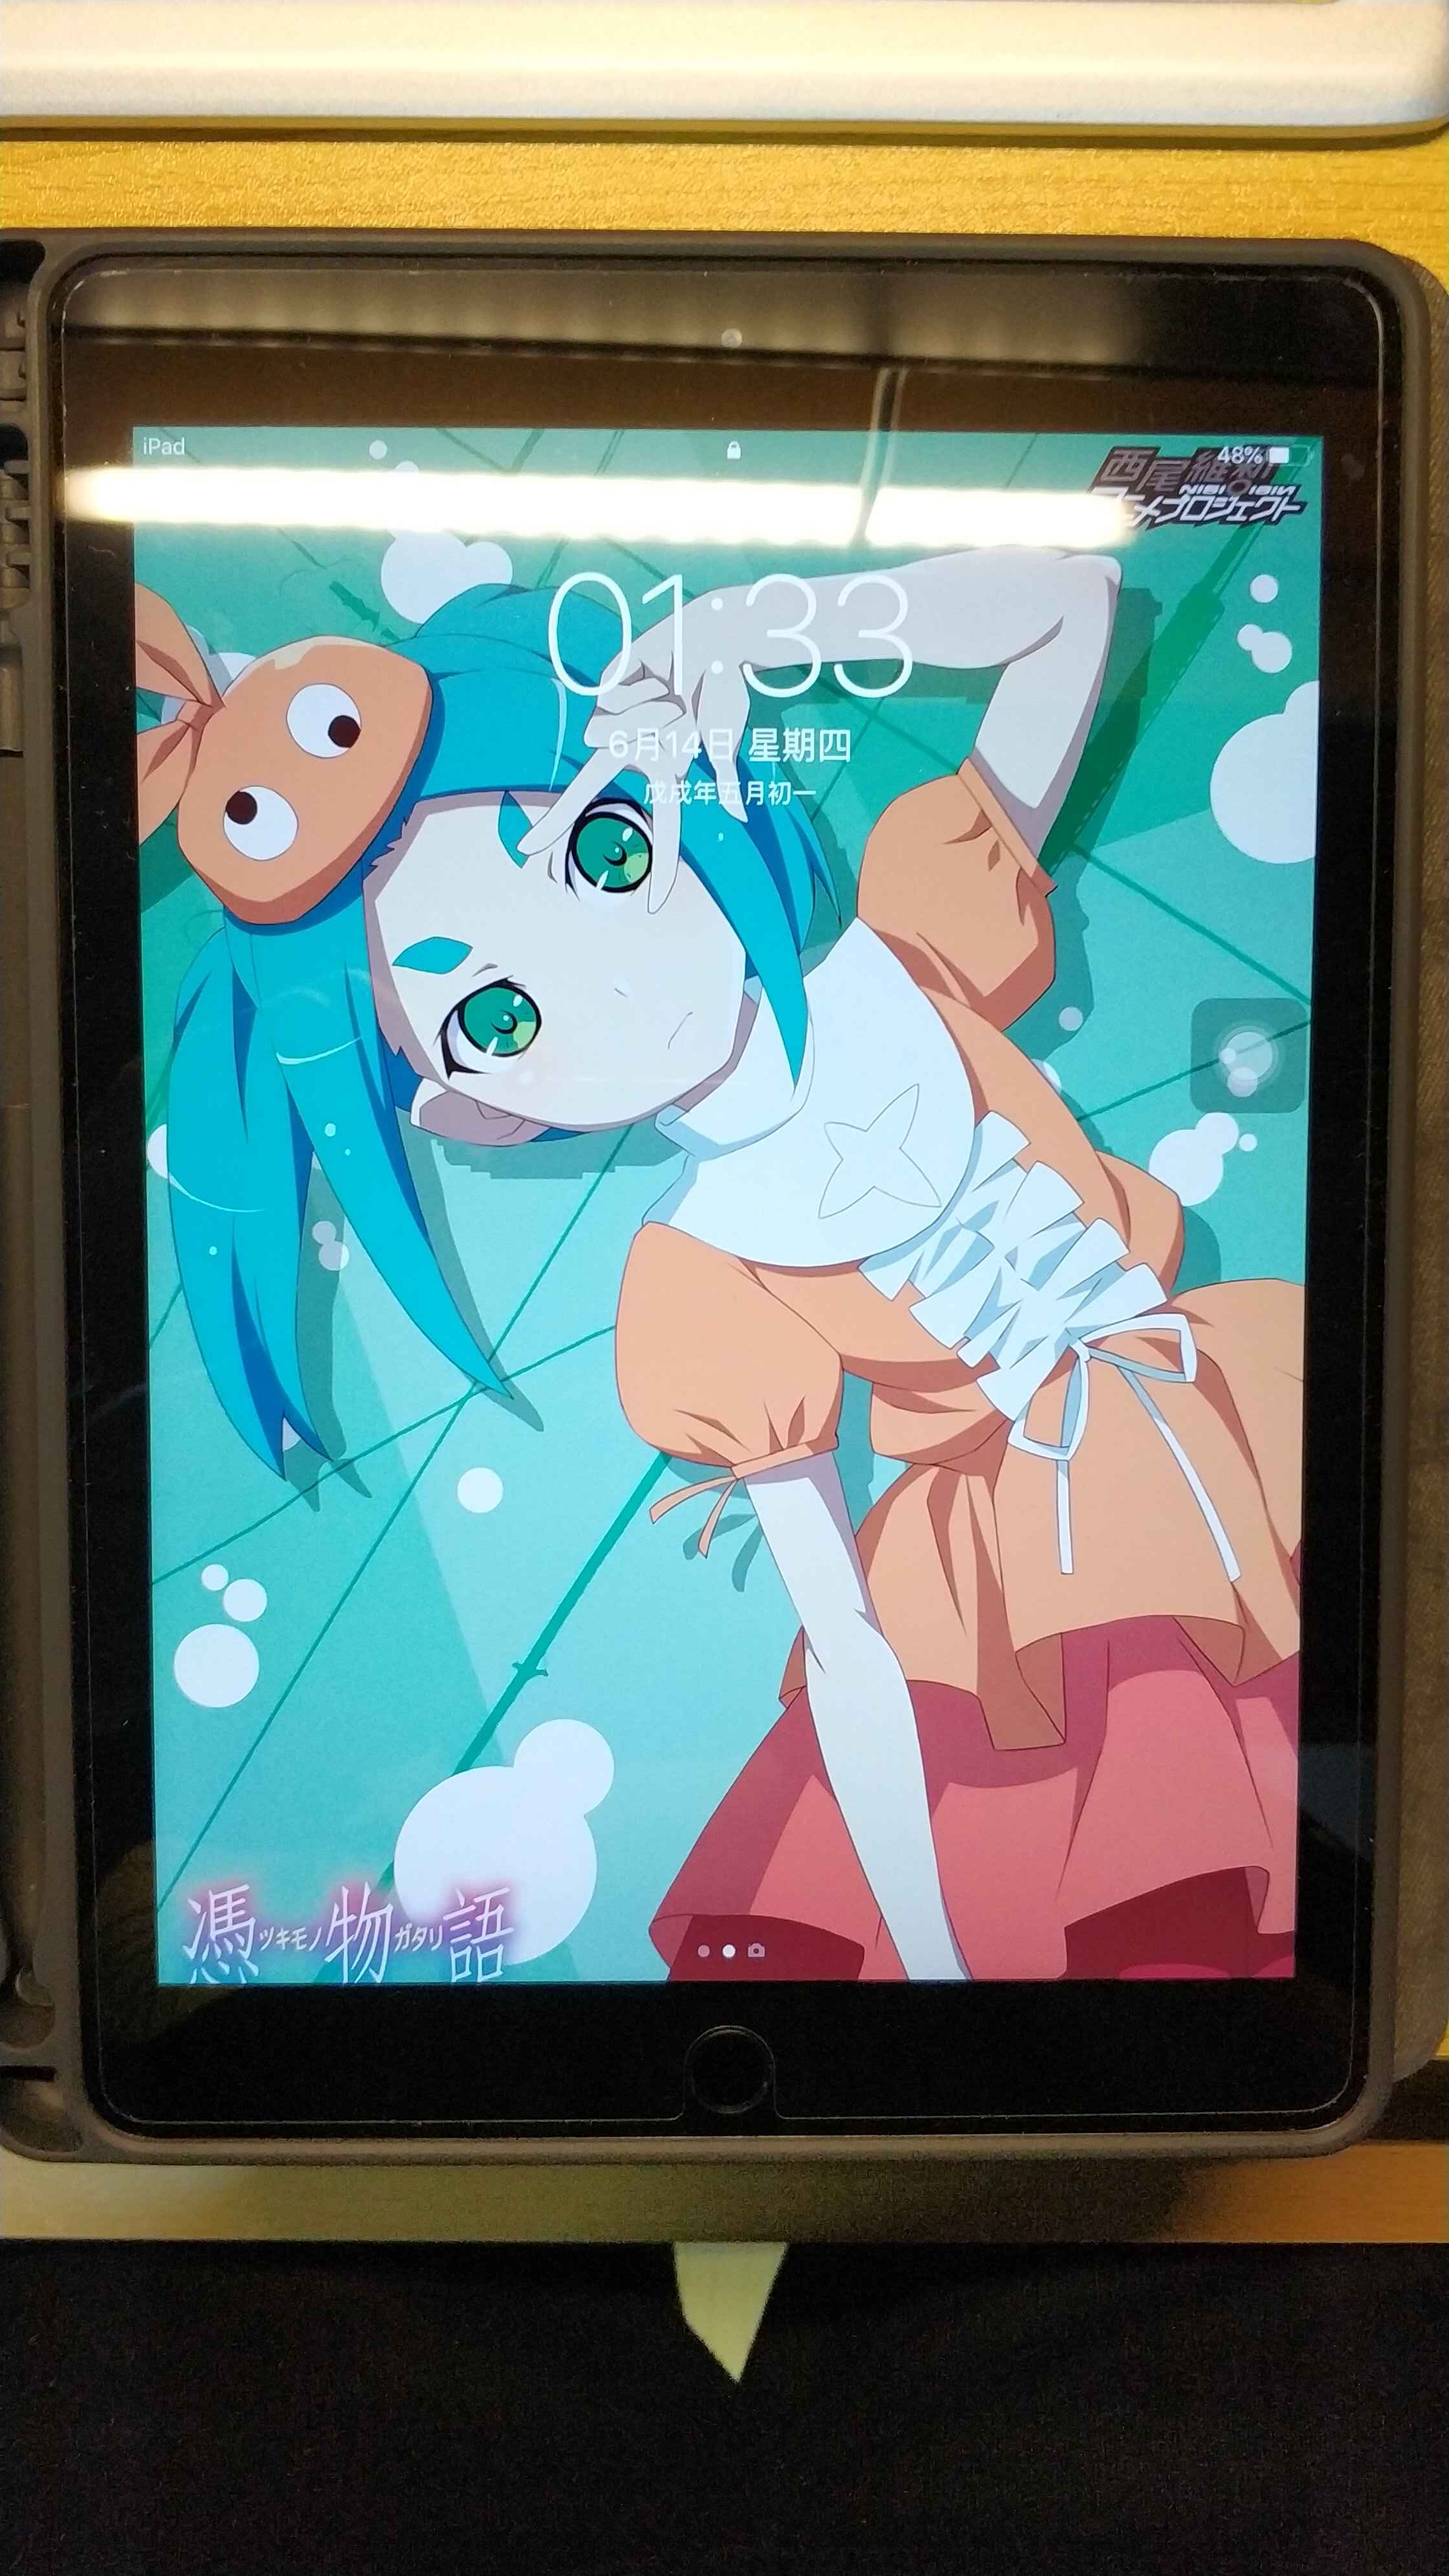 iPad
48%
西尾維新
NISIOISIN
アニメプロジェクト
01:33
6月14日 星期四
戊戌年五月初一
憑物語
ツキモノガタリ